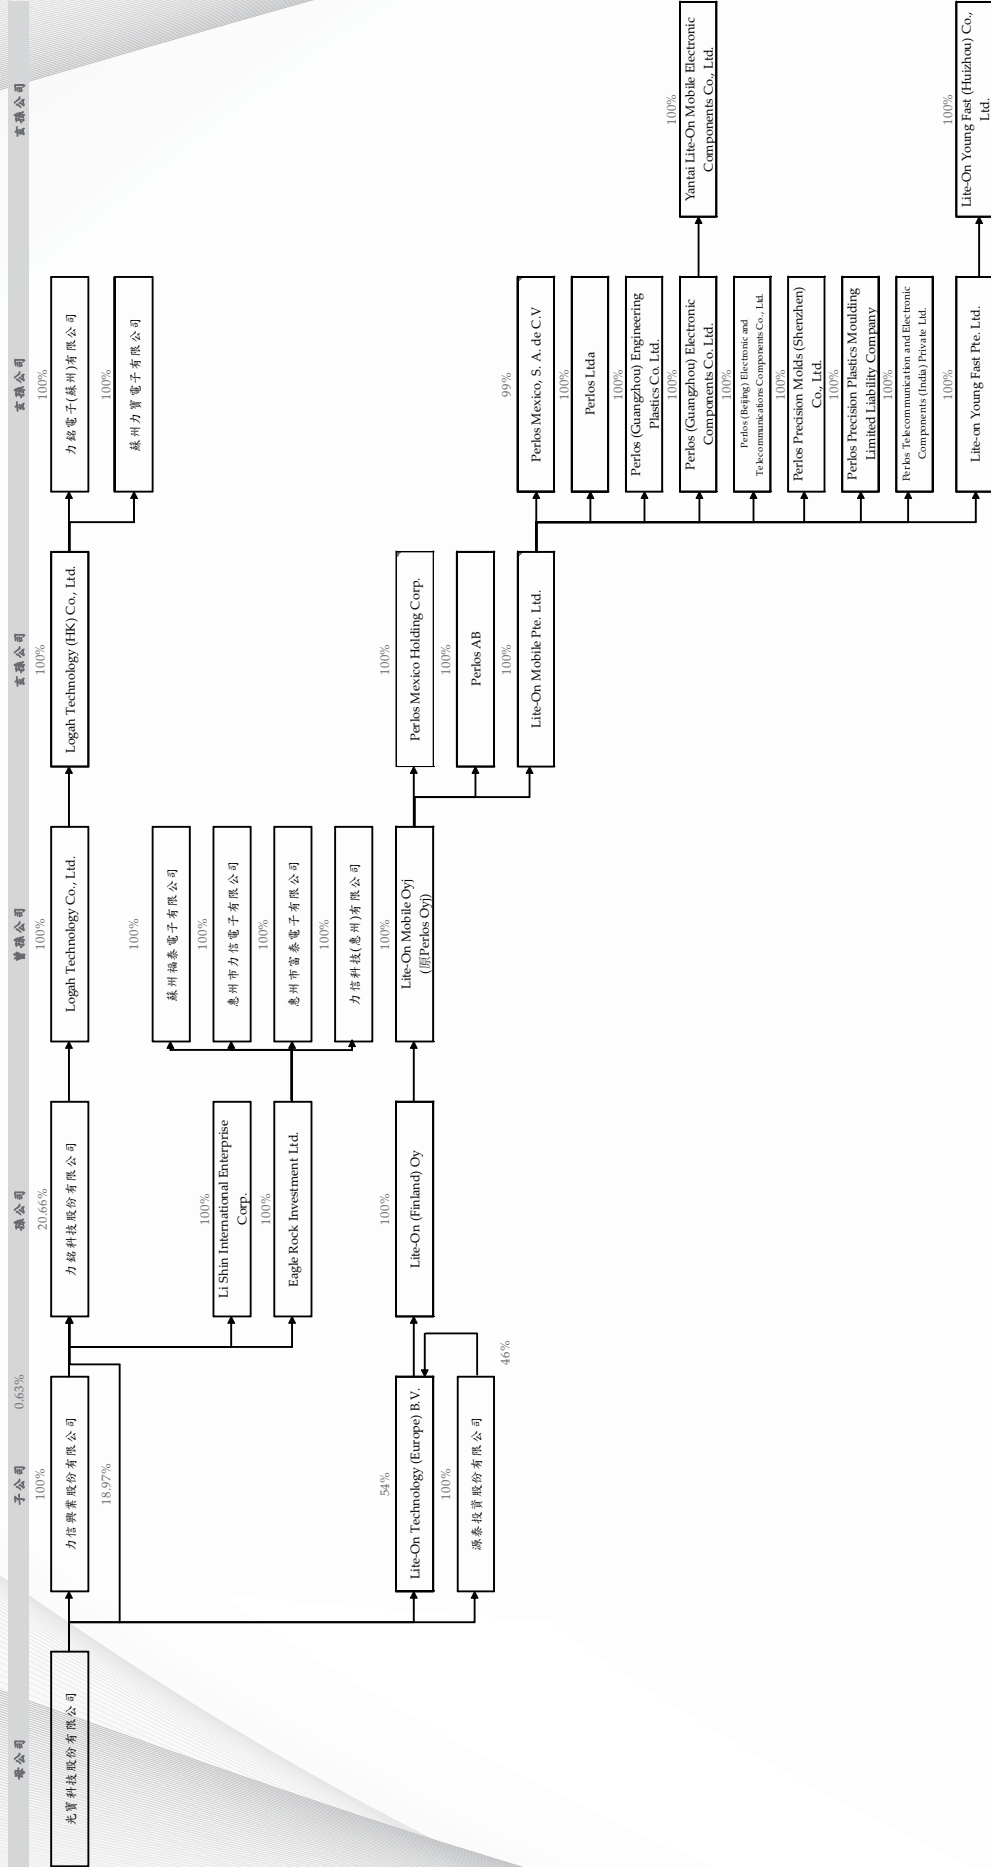 母公司
子公司
孫公司
曾孫公司
玄孫公司
玄孫公司
玄孫公司
光寶科技股份有限公司
100%
力信興業股份有限公司
0.63%
18.97%
20.66%
力銘科技股份有限公司
100%
Logah Technology Co., Ltd.
100%
Logah Technology (HK) Co., Ltd.
100%
力銘電子(蘇州)有限公司
100%
蘇州力寶電子有限公司
100%
Li Shin International Enterprise
Corp.
100%
Eagle Rock Investment Ltd.
100%
蘇州福泰電子有限公司
100%
惠州市力信電子有限公司
100%
惠州市富泰電子有限公司
100%
力信科技(惠州)有限公司
54%
Lite-On Technology (Europe) B.V.
100%
源泰投資股份有限公司
46%
100%
Lite-On (Finland) Oy
100%
Lite-On Mobile Oyj
(原Perlos Oyj)
100%
Perlos Mexico Holding Corp.
100%
Perlos AB
100%
Lite-On Mobile Pte. Ltd.
99%
Perlos Mexico, S. A. de C.V
100%
Perlos Ltda
100%
Perlos (Guangzhou) Engineering
Plastics Co. Ltd.
100%
Perlos (Guangzhou) Electronic
Components Co. Ltd.
100%
Yantai Lite-On Mobile Electronic
Components Co., Ltd.
100%
Perlos (Beijing) Electronic and
Telecommunications Components Co., Ltd.
100%
Perlos Precision Molds (Shenzhen)
Co., Ltd.
100%
Perlos Precision Plastics Moulding
Limited Liability Company
100%
Perlos Telecommunication and Electronic
Components (India) Private Ltd.
100%
Lite-on Young Fast Pte. Ltd.
100%
Lite-On Young Fast (Huizhou) Co.,
Ltd.